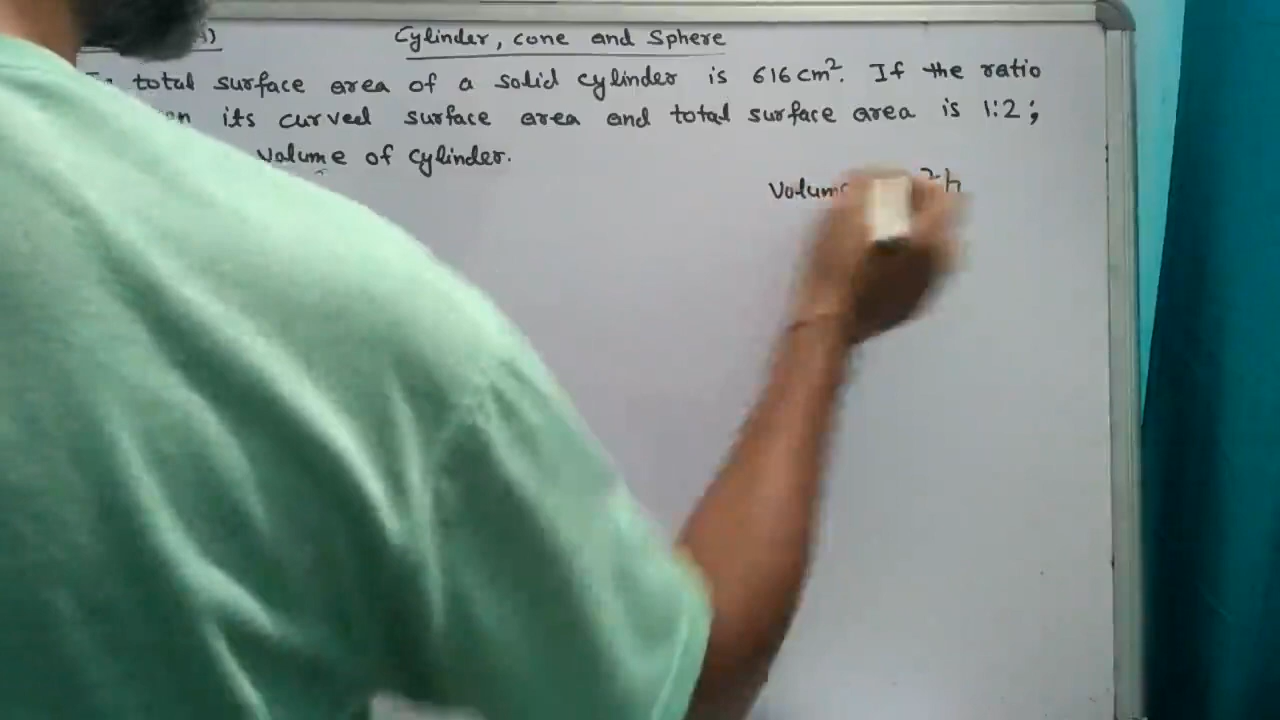 Cylinder, cone and Sphere
total surface area of a solid cylinder is 616 cm². If the ratio
its curved surface area and total surface area is 1:2;
volume of cylinder.
h